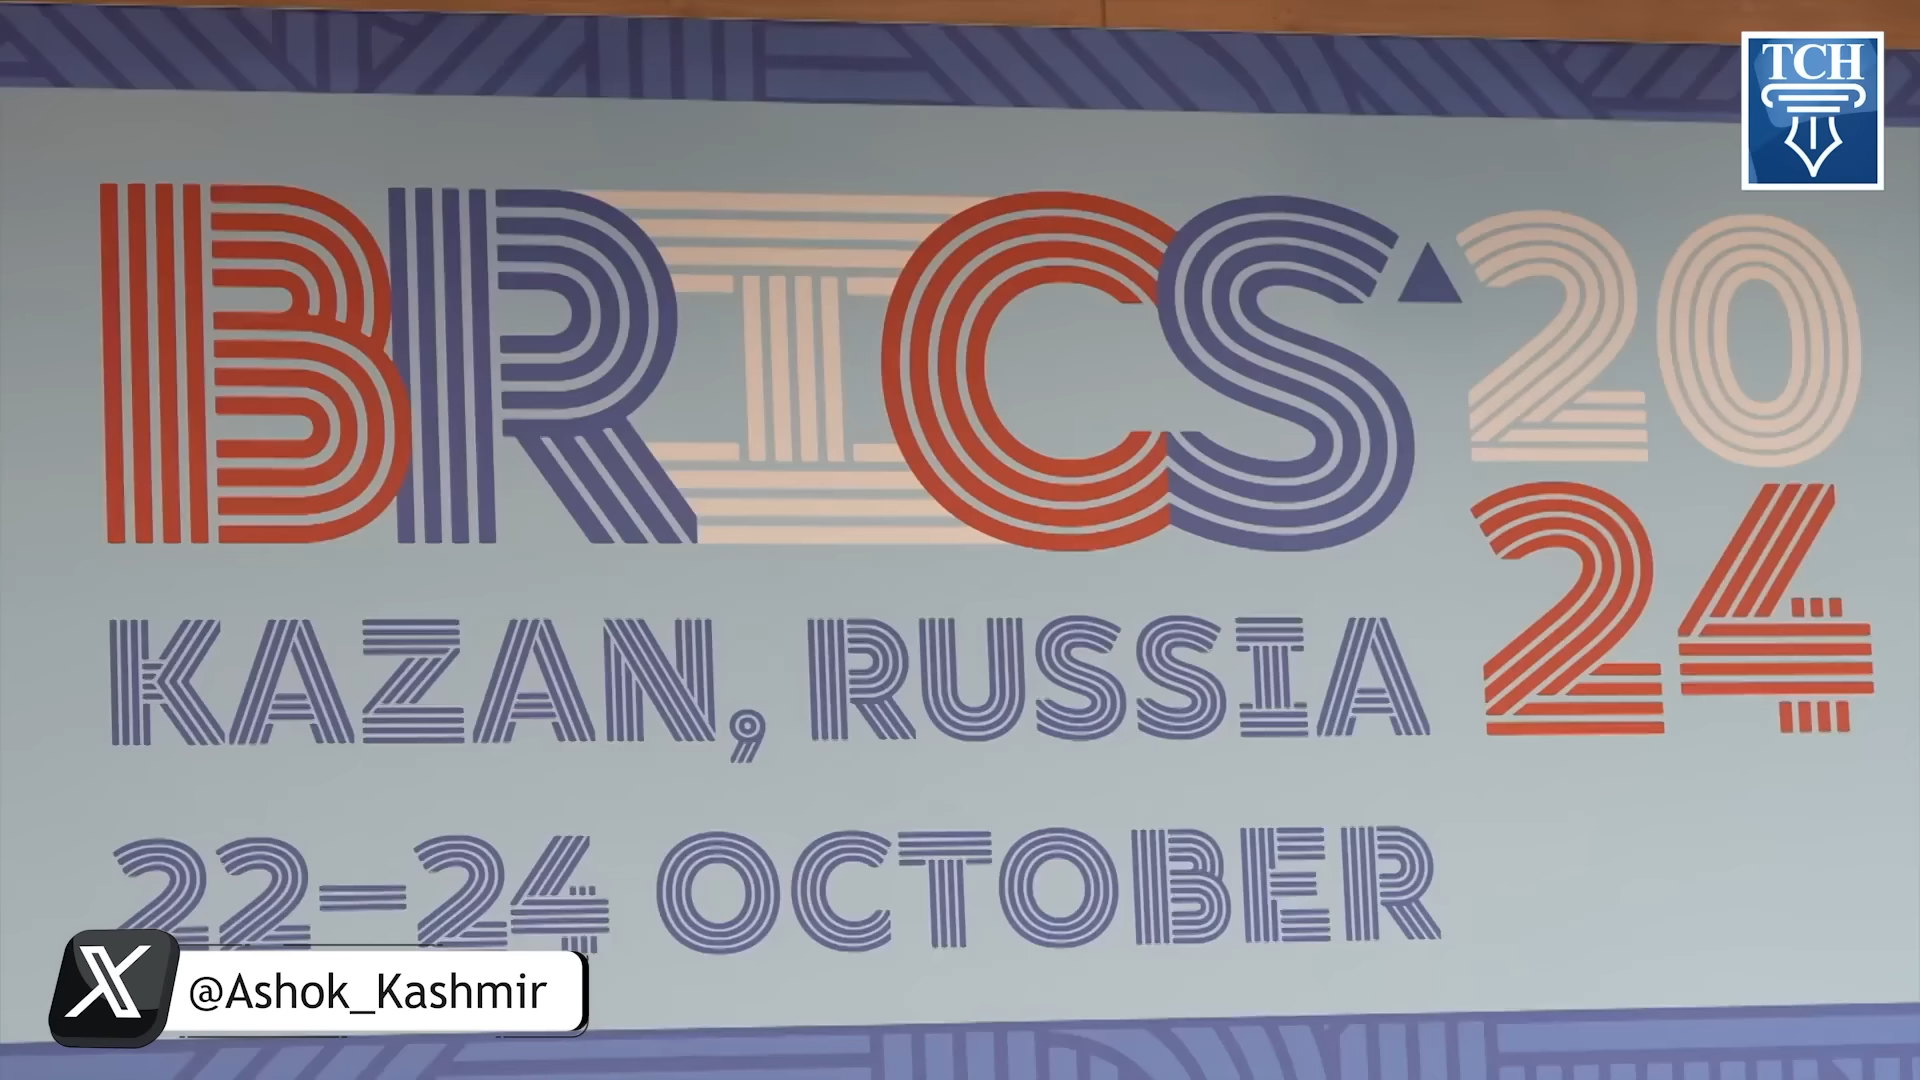 TCH
BRICS 2024
KAZAN, RUSSIA
22–24 OCTOBER
@Ashok_Kashmir